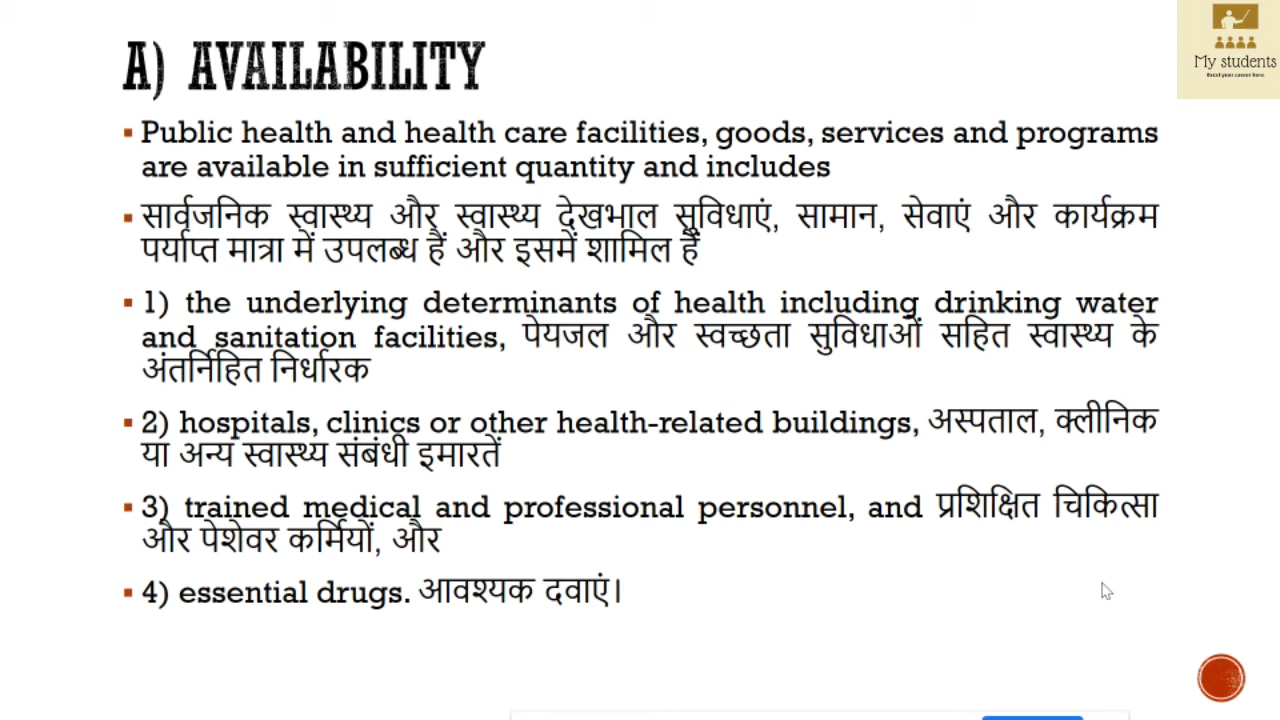 A) AVAILABILITY
My students
Excel your career here
Public health and health care facilities, goods, services and programs
are available in sufficient quantity and includes
सार्वजनिक स्वास्थ्य और स्वास्थ्य देखभाल सुविधाएं, सामान, सेवाएं और कार्यक्रम
पर्याप्त मात्रा में उपलब्ध हैं और इसमें शामिल हैं
1) the underlying determinants of health including drinking water
and sanitation facilities, पेयजल और स्वच्छता सुविधाओं सहित स्वास्थ्य के
अंतर्निहित निर्धारक
2) hospitals, clinics or other health-related buildings, अस्पताल, क्लीनिक
या अन्य स्वास्थ्य संबंधी इमारतें
3) trained medical and professional personnel, and प्रशिक्षित चिकित्सा
और पेशेवर कर्मियों, और
4) essential drugs. आवश्यक दवाएं।